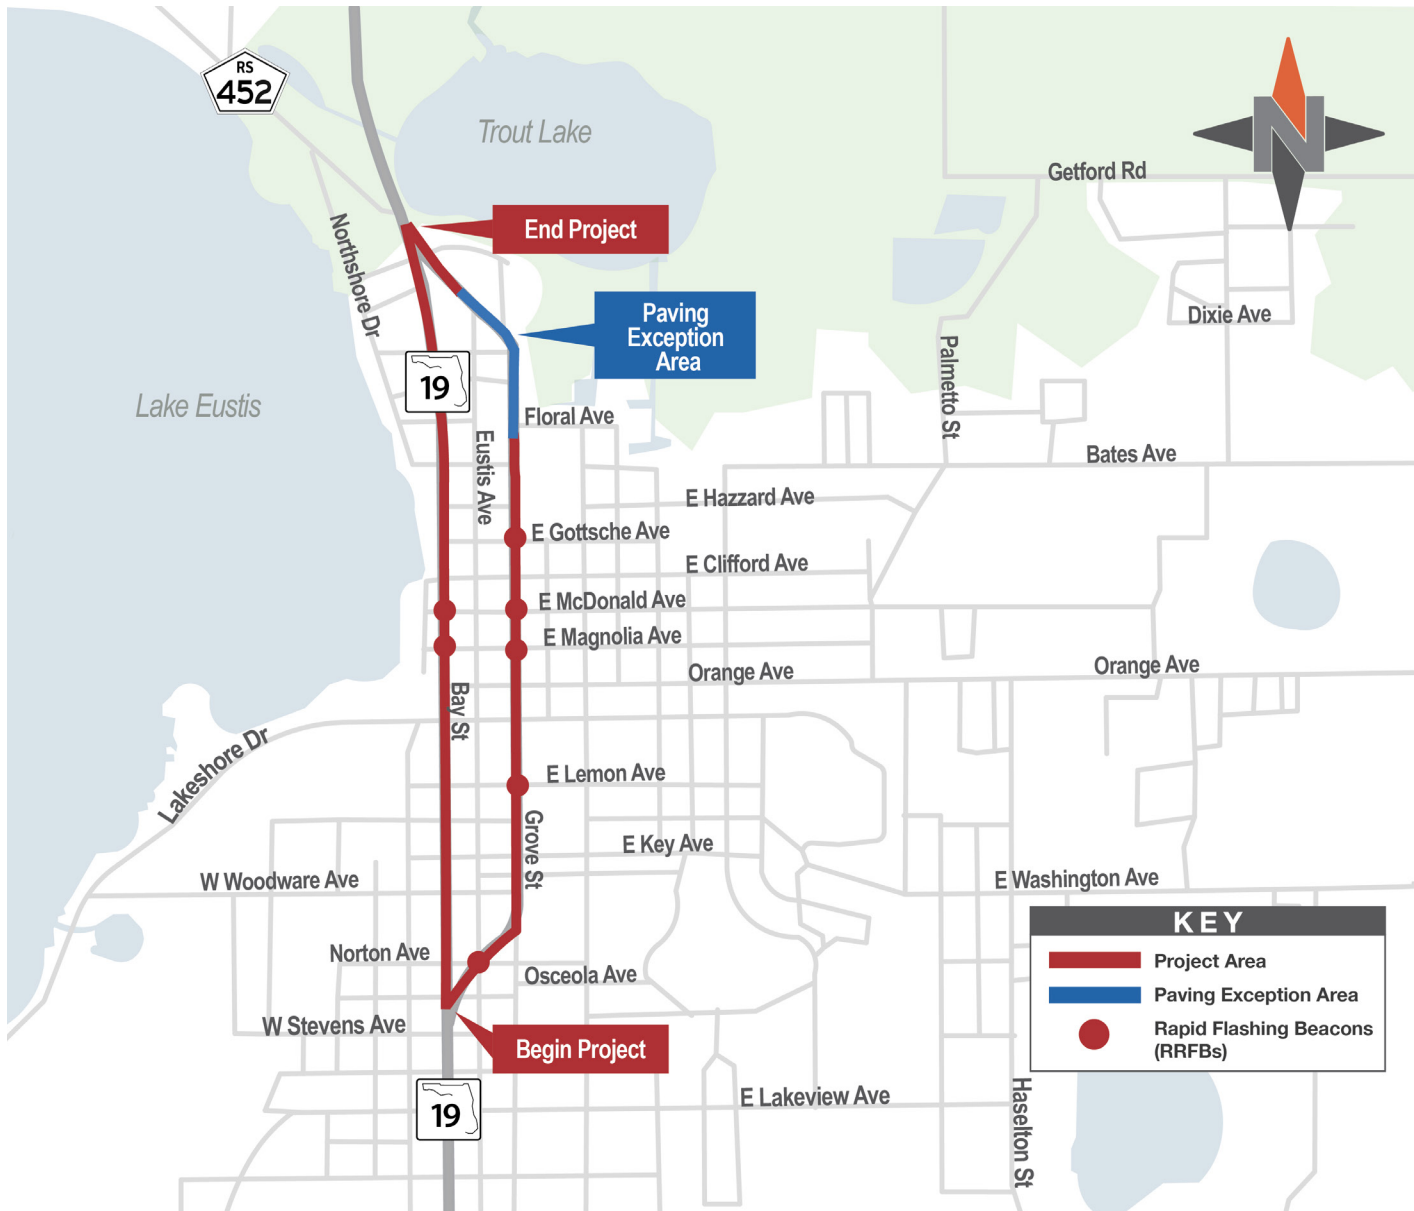 RS
452
Trout Lake
N
Getford Rd
End Project
Northshore Dr
Paving
Exception
Area
Dixie Ave
Palmetto St
19
Lake Eustis
Floral Ave
Eustis Ave
Bates Ave
E Hazzard Ave
E Gottsche Ave
E Clifford Ave
E McDonald Ave
E Magnolia Ave
Orange Ave
Orange Ave
Bay St
Lakeshore Dr
E Lemon Ave
Grove St
E Key Ave
W Woodware Ave
E Washington Ave
KEY
Project Area
Paving Exception Area
Rapid Flashing Beacons
(RRFBs)
Norton Ave
Osceola Ave
W Stevens Ave
Begin Project
19
E Lakeview Ave
Haselton St